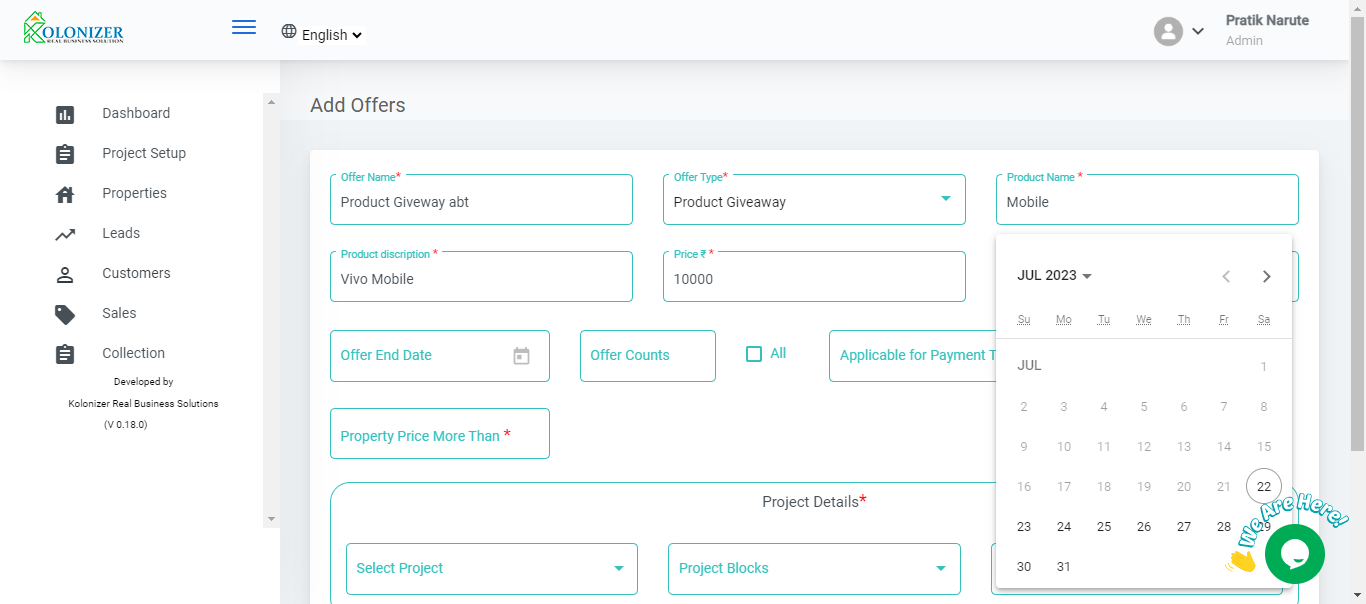 KOLONIZER
REAL BUSINESS SOLUTION
English
Pratik Narute
Admin
Dashboard
Project Setup
Properties
Leads
Customers
Sales
Collection
Developed by
Kolonizer Real Business Solutions
(V 0.18.0)
Add Offers
Offer Name*
Product Giveway abt
Offer Type*
Product Giveaway
Product Name *
Mobile
Product discription *
Vivo Mobile
Price ₹ *
10000
Offer End Date
Offer Counts
All
Applicable for Payment T
Property Price More Than *
Project Details*
Select Project
Project Blocks
JUL 2023
Su Mo Tu We Th Fr Sa
JUL 1
2 3 4 5 6 7 8
9 10 11 12 13 14 15
16 17 18 19 20 21 22
23 24 25 26 27 28 29
30 31
We Are Here!